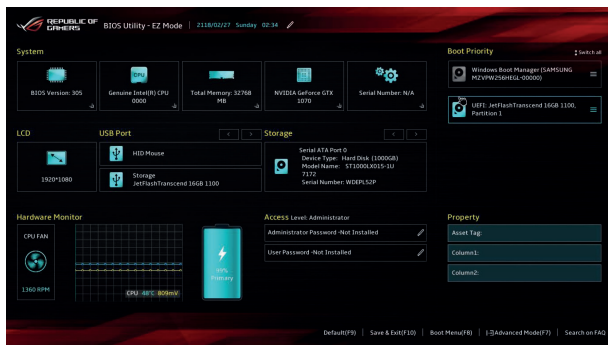 REPUBLIC OF GAMERS
BIOS Utility - EZ Mode
2118/02/27 Sunday 02:34
System
BIOS Version: 305
Genuine Intel(R) CPU
0000
Total Memory: 32768
MB
NVIDIA GeForce GTX
1070
Serial Number: N/A
Boot Priority
Switch all
Windows Boot Manager (SAMSUNG
MZVPW256HEGL-00000)
UEFI: JetFlashTranscend 16GB 1100,
Partition 1
LCD
1920*1080
USB Port
HID Mouse
Storage
JetFlashTranscend 16GB 1100
Storage
Serial ATA Port 0
Device Type: Hard Disk (1000GB)
Model Name: ST1000LX015-1U
7172
Serial Number: WDEPLS2P
Hardware Monitor
CPU FAN
1360 RPM
CPU 48°C 809mV
99%
Primary
Access Level: Administrator
Administrator Password -Not Installed
User Password -Not Installed
Property
Asset Tag:
Column1:
Column2:
Default(F9) | Save & Exit(F10) | Boot Menu(F8) | Advanced Mode(F7) | Search on FAQ